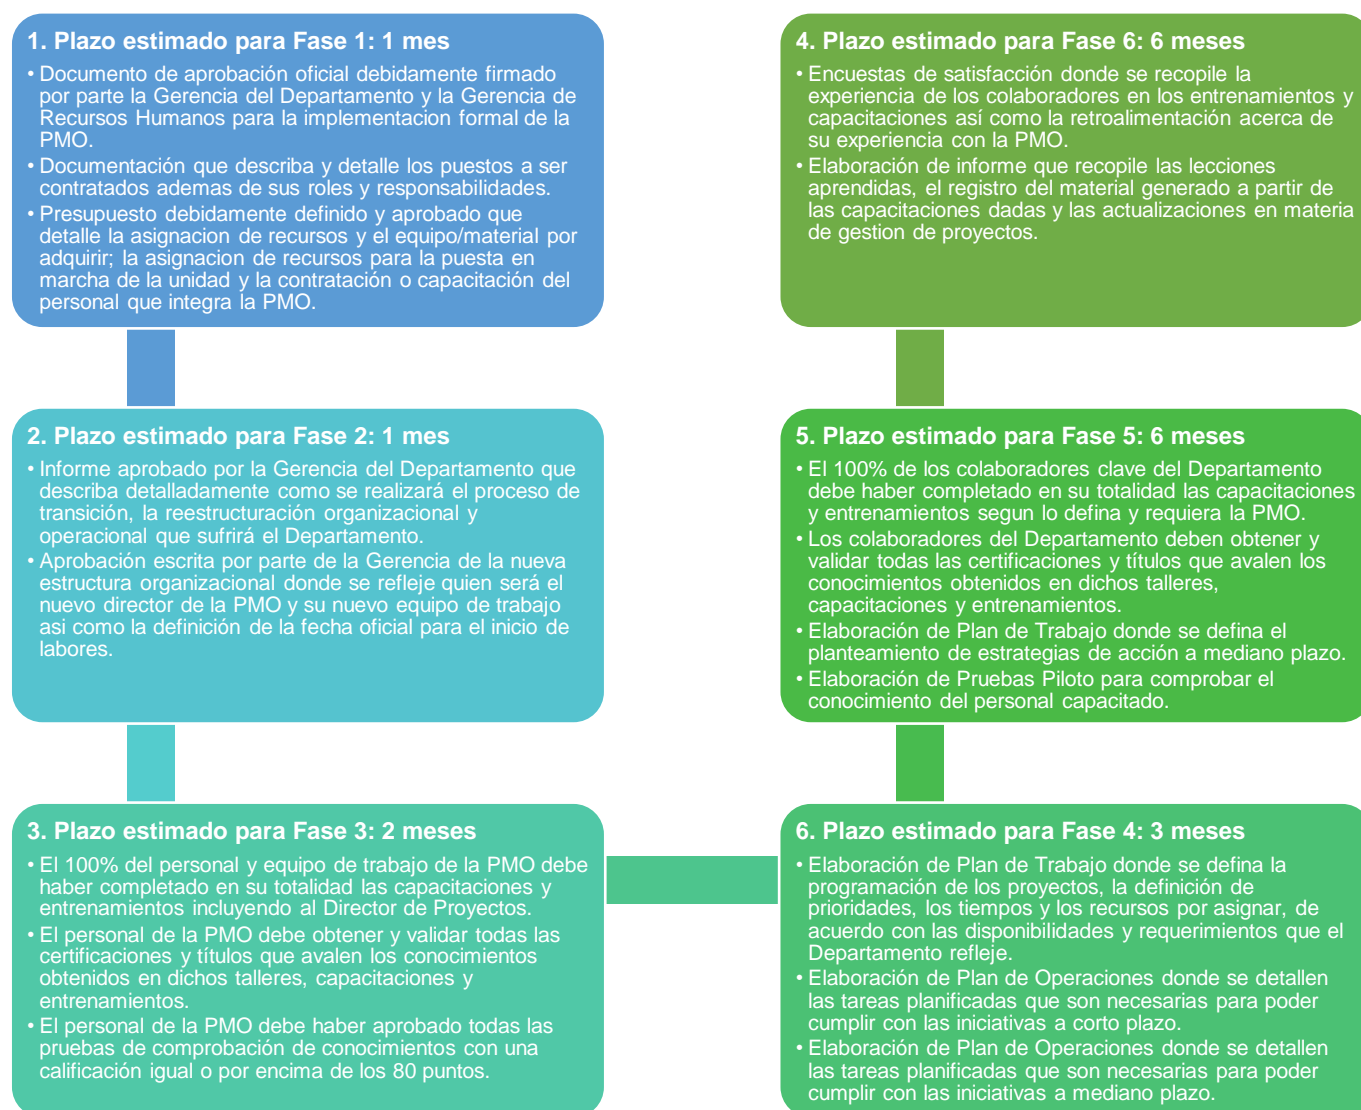 1. Plazo estimado para Fase 1: 1 mes
• Documento de aprobación oficial debidamente firmado
por parte la Gerencia del Departamento y la Gerencia de
Recursos Humanos para la implementacion formal de la
PMO.
• Documentación que describa y detalle los puestos a ser
contratados ademas de sus roles y responsabilidades.
• Presupuesto debidamente definido y aprobado que
detalle la asignacion de recursos y el equipo/material por
adquirir; la asignacion de recursos para la puesta en
marcha de la unidad y la contratación o capacitación del
personal que integra la PMO.
2. Plazo estimado para Fase 2: 1 mes
• Informe aprobado por la Gerencia del Departamento que
describa detalladamente como se realizará el proceso de
transición, la reestructuración organizacional y
operacional que sufrirá el Departamento.
• Aprobación escrita por parte de la Gerencia de la nueva
estructura organizacional donde se refleje quien será el
nuevo director de la PMO y su nuevo equipo de trabajo
asi como la definición de la fecha oficial para el inicio de
labores.
3. Plazo estimado para Fase 3: 2 meses
• El 100% del personal y equipo de trabajo de la PMO debe
haber completado en su totalidad las capacitaciones y
entrenamientos incluyendo al Director de Proyectos.
• El personal de la PMO debe obtener y validar todas las
certificaciones y títulos que avalen los conocimientos
obtenidos en dichos talleres, capacitaciones y
entrenamientos.
• El personal de la PMO debe haber aprobado todas las
pruebas de comprobación de conocimientos con una
calificación igual o por encima de los 80 puntos.
4. Plazo estimado para Fase 6: 6 meses
• Encuestas de satisfacción donde se recopile la
experiencia de los colaboradores en los entrenamientos y
capacitaciones así como la retroalimentación acerca de
su experiencia con la PMO.
• Elaboración de informe que recopile las lecciones
aprendidas, el registro del material generado a partir de
las capacitaciones dadas y las actualizaciones en materia
de gestion de proyectos.
5. Plazo estimado para Fase 5: 6 meses
• El 100% de los colaboradores clave del Departamento
debe haber completado en su totalidad las capacitaciones
y entrenamientos segun lo defina y requiera la PMO.
• Los colaboradores del Departamento deben obtener y
validar todas las certificaciones y títulos que avalen los
conocimientos obtenidos en dichos talleres,
capacitaciones y entrenamientos.
• Elaboración de Plan de Trabajo donde se defina el
planteamiento de estrategias de acción a mediano plazo.
• Elaboración de Pruebas Piloto para comprobar el
conocimiento del personal capacitado.
6. Plazo estimado para Fase 4: 3 meses
• Elaboración de Plan de Trabajo donde se defina la
programación de los proyectos, la definición de
prioridades, los tiempos y los recursos por asignar, de
acuerdo con las disponibilidades y requerimientos que el
Departamento refleje.
• Elaboración de Plan de Operaciones donde se detallen
las tareas planificadas que son necesarias para poder
cumplir con las iniciativas a corto plazo.
• Elaboración de Plan de Operaciones donde se detallen
las tareas planificadas que son necesarias para poder
cumplir con las iniciativas a mediano plazo.